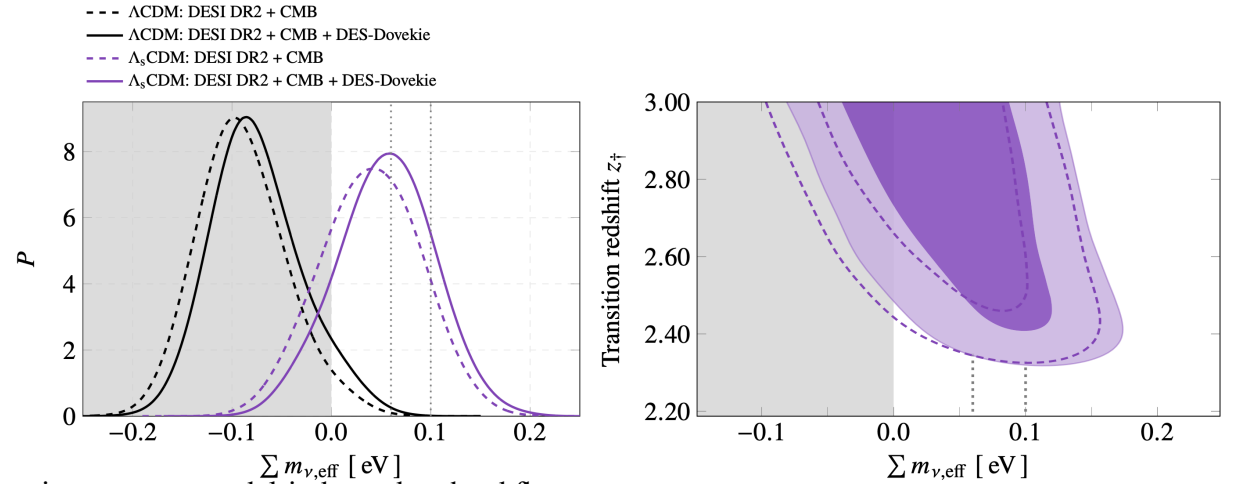 ΛCDM: DESI DR2 + CMB
ΛCDM: DESI DR2 + CMB + DES-Dovekie
ΛsCDM: DESI DR2 + CMB
ΛsCDM: DESI DR2 + CMB + DES-Dovekie
P
8
6
4
2
0
−0.2 −0.1 0.0 0.1 0.2
∑ mν,eff [ eV]
Transition redshift z†
3.00
2.80
2.60
2.40
2.20
−0.1 0.0 0.1 0.2
∑ mν,eff [ eV]